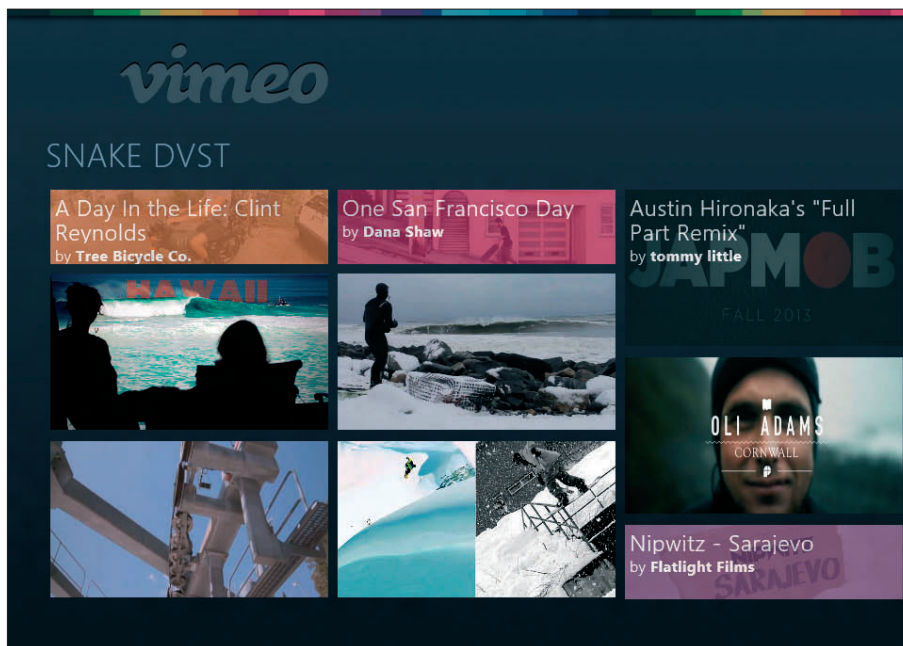 vimeo
SNAKE DVST
A Day In the Life: Clint
Reynolds
by Tree Bicycle Co.
One San Francisco Day
by Dana Shaw
Austin Hironaka's "Full
Part Remix"
by tommy little
JAPMOB
FALL 2013
HAWAII
OLI ADAMS
CORNWALL
Nipwitz - Sarajevo
by Flatlight Films
SARAJEVO